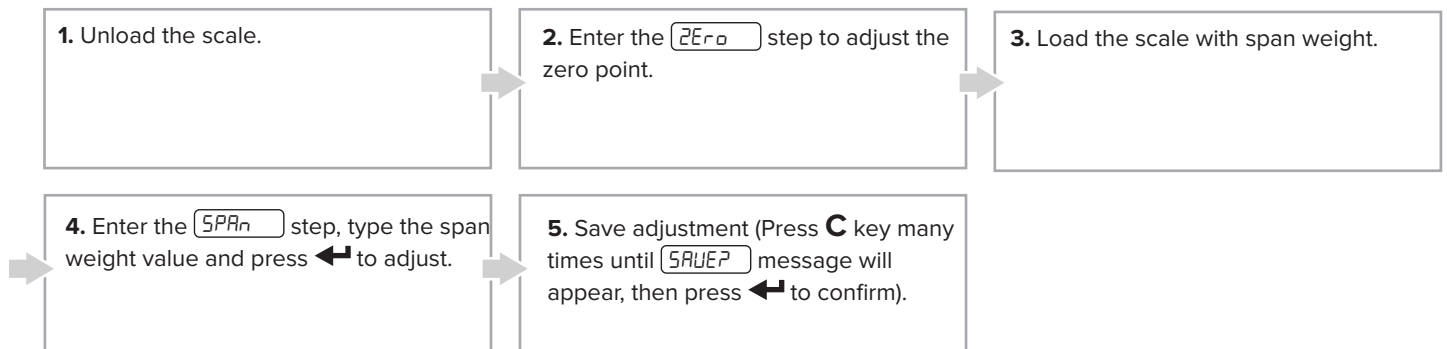 1. Unload the scale.
2. Enter the ZEro step to adjust the
zero point.
3. Load the scale with span weight.
4. Enter the SPAn step, type the span
weight value and press ↵ to adjust.
5. Save adjustment (Press C key many
times until SAVE? message will
appear, then press ↵ to confirm).